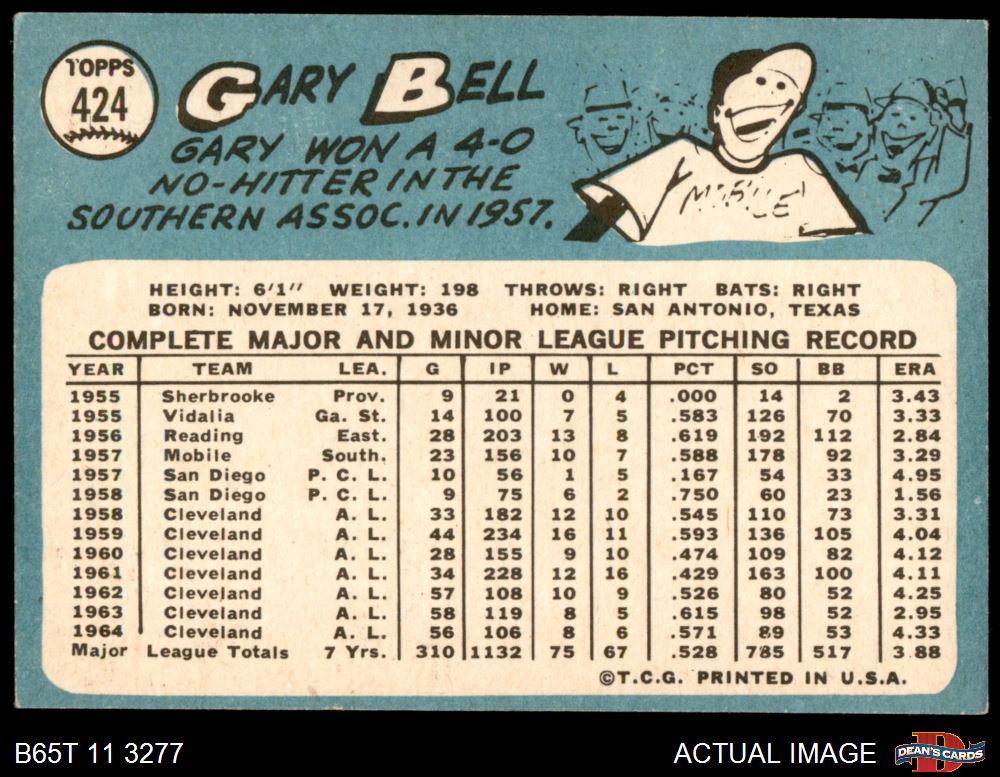 TOPPS
424
GARY BELL
GARY WON A 4-0
NO-HITTER IN THE
SOUTHERN ASSOC. IN 1957.
MOBILE
HEIGHT: 6'1" WEIGHT: 198 THROWS: RIGHT BATS: RIGHT
BORN: NOVEMBER 17, 1936 HOME: SAN ANTONIO, TEXAS
COMPLETE MAJOR AND MINOR LEAGUE PITCHING RECORD
YEAR TEAM LEA. G IP W L PCT SO BB ERA
1955 Sherbrooke Prov. 9 21 0 4 .000 14 2 3.43
1955 Vidalia Ga. St. 14 100 7 5 .583 126 70 3.33
1956 Reading East. 28 203 13 8 .619 192 112 2.84
1957 Mobile South. 23 156 10 7 .588 178 92 3.29
1957 San Diego P. C. L. 10 56 1 5 .167 54 33 4.95
1958 San Diego P. C. L. 9 75 6 2 .750 60 23 1.56
1958 Cleveland A. L. 33 182 12 10 .545 110 73 3.31
1959 Cleveland A. L. 44 234 16 11 .593 136 105 4.04
1960 Cleveland A. L. 28 155 9 10 .474 109 82 4.12
1961 Cleveland A. L. 34 228 12 16 .429 163 100 4.11
1962 Cleveland A. L. 57 108 10 9 .526 80 52 4.25
1963 Cleveland A. L. 58 119 8 5 .615 98 52 2.95
1964 Cleveland A. L. 56 106 8 6 .571 89 53 4.33
Major League Totals 7 Yrs. 310 1132 75 67 .528 785 517 3.88
©T.C.G. PRINTED IN U.S.A.
B65T 11 3277 ACTUAL IMAGE DEAN'S CARDS